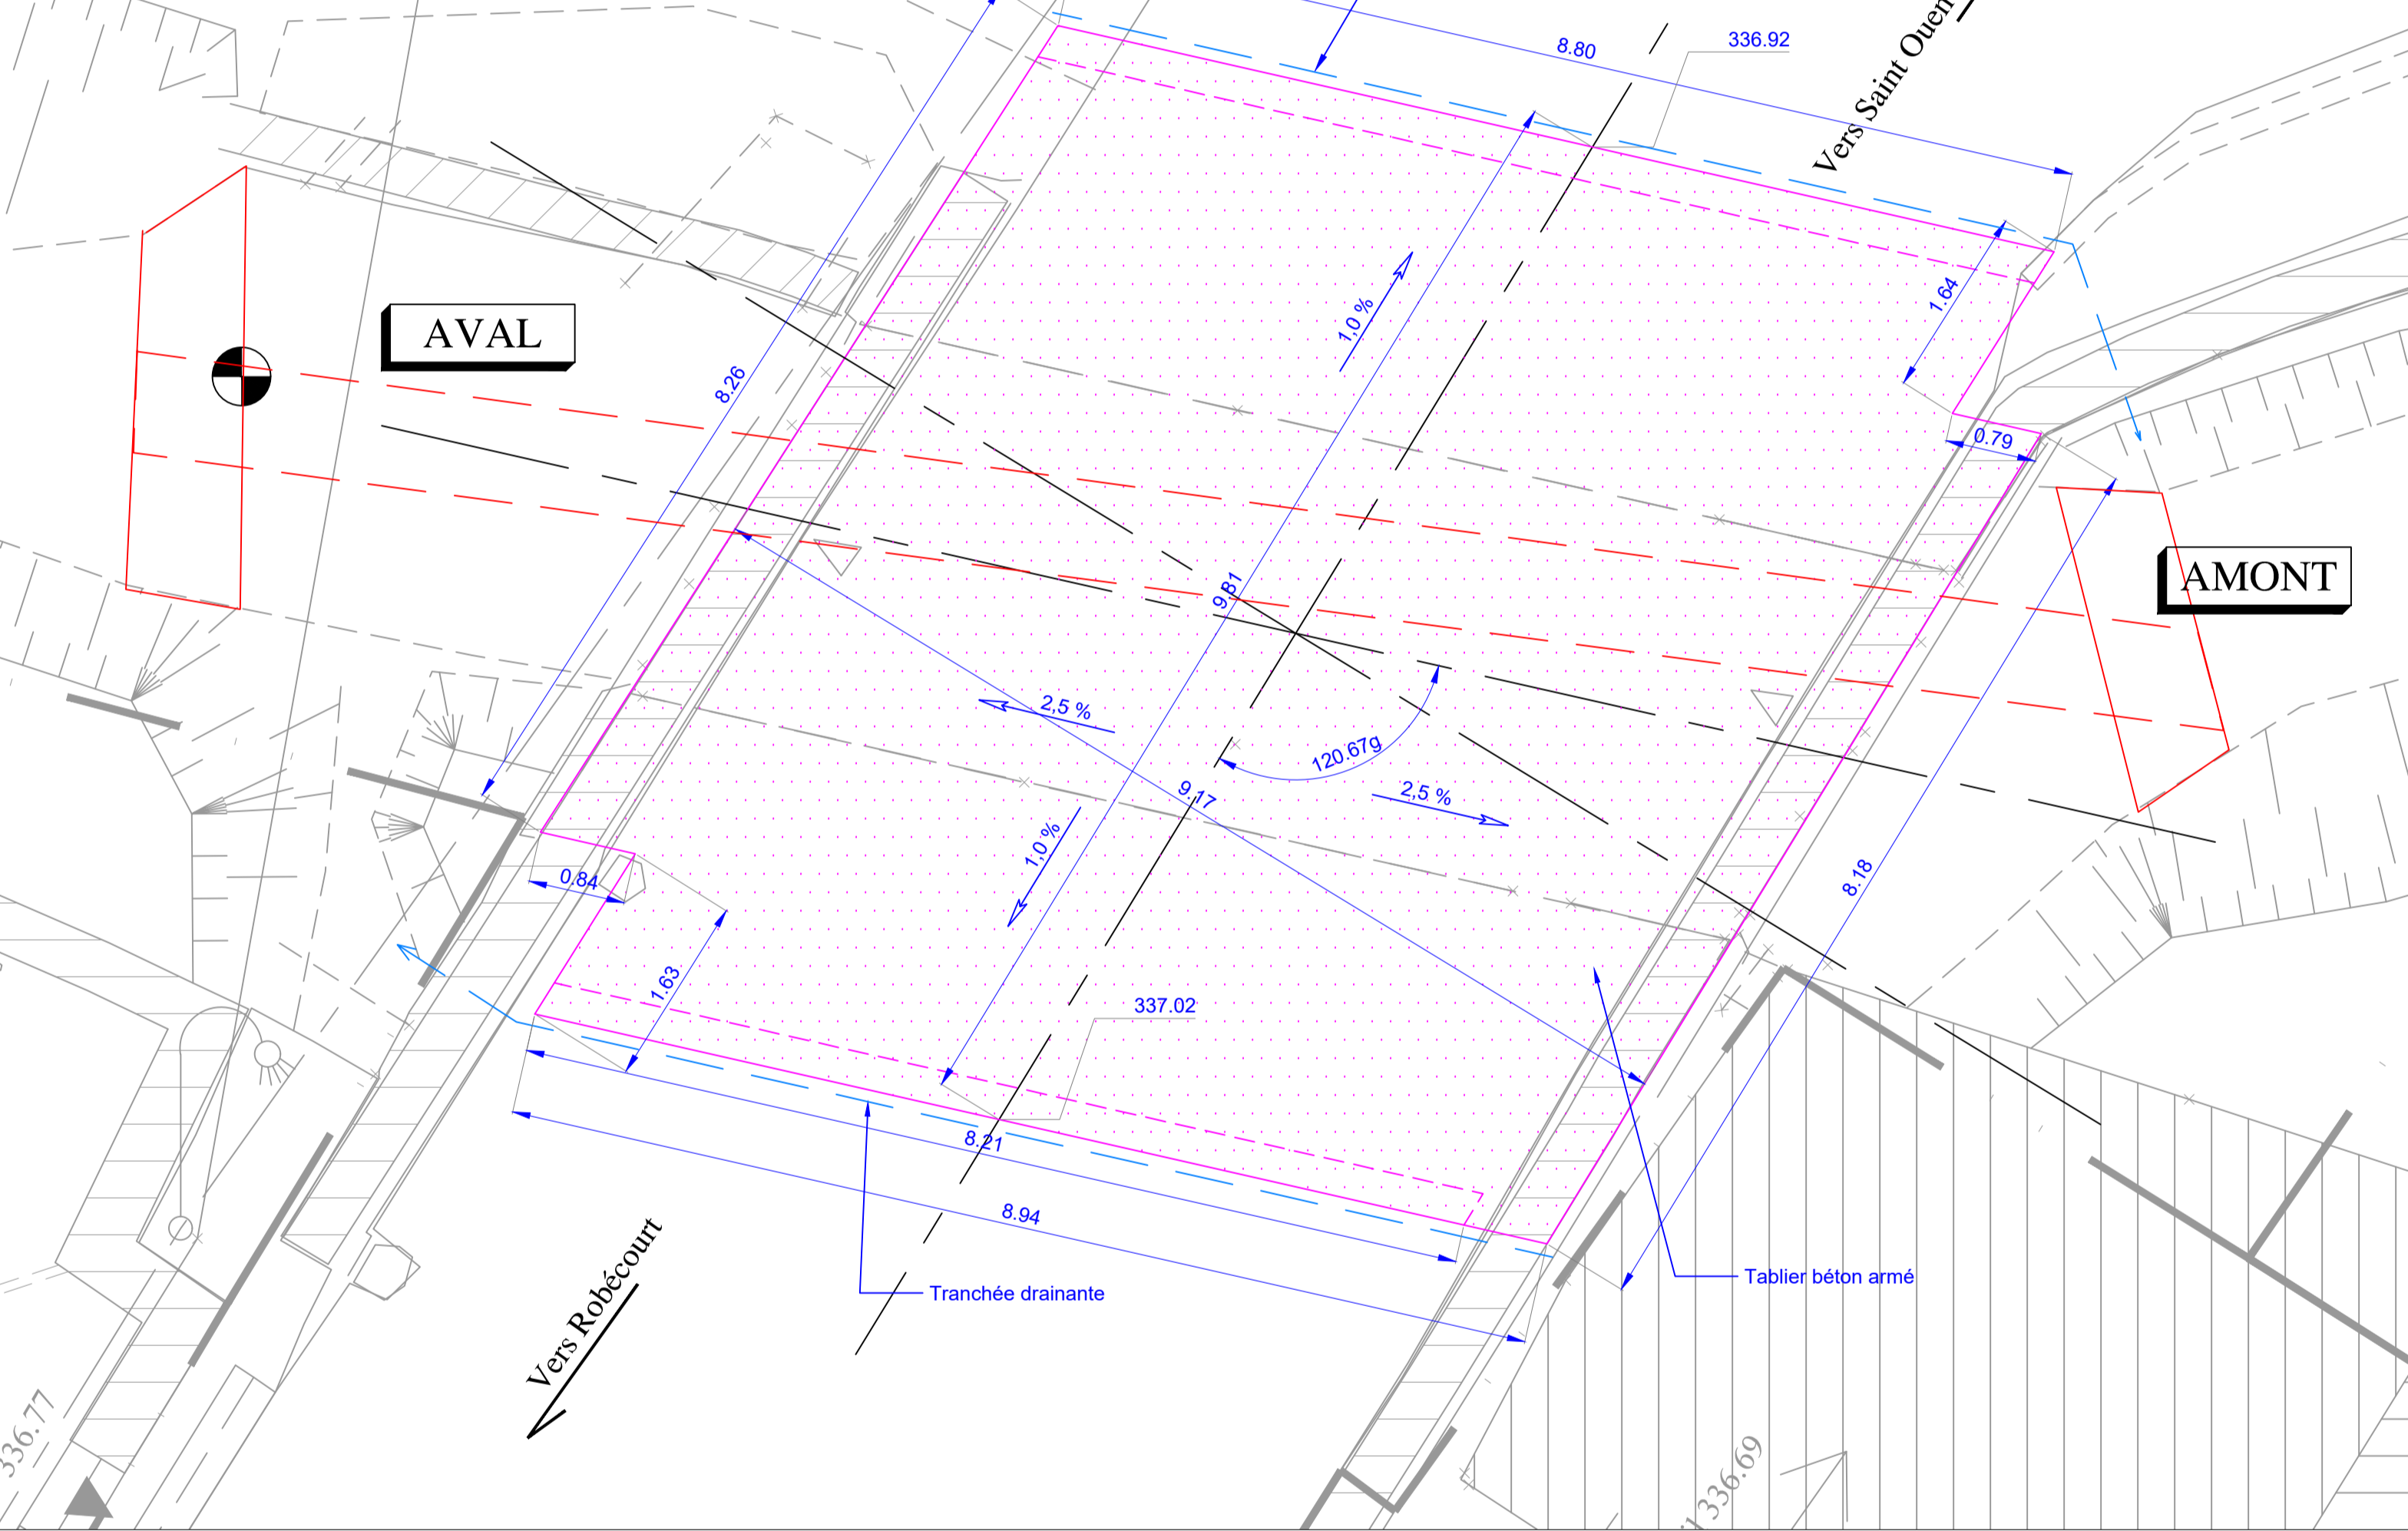 8.80
336.92
Vers Saint Ouen
1.64
1,0 %
AVAL
8.26
0.79
9.81
AMONT
2,5 %
120.67g
2,5 %
9.17
1,0 %
0.84
8.18
1.63
337.02
8.21
8.94
Vers Robécourt
Tranchée drainante
Tablier béton armé
336.77
336.69